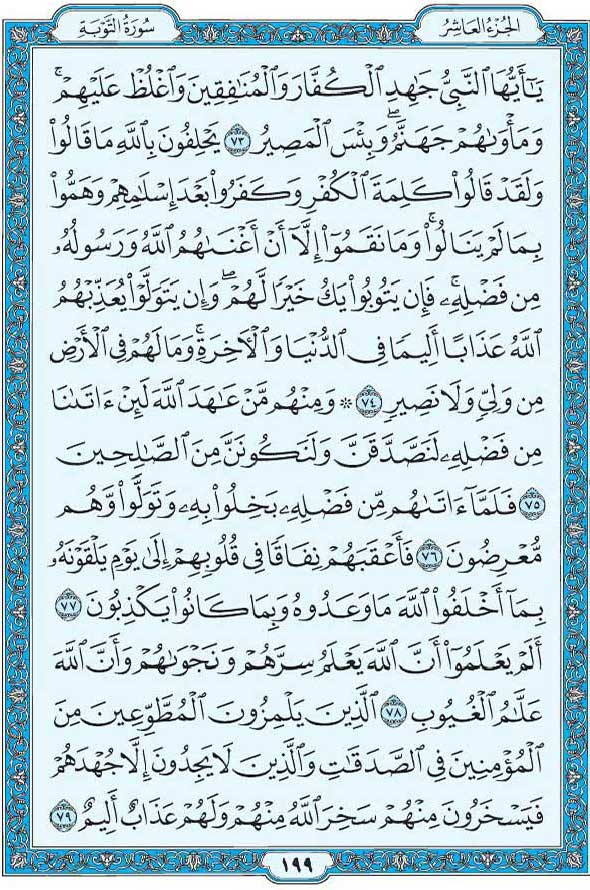 الجزء العاشر
سورة التوبة
يَـٰٓأَيُّهَا ٱلنَّبِىُّ جَـٰهِدِ ٱلْكُفَّارَ وَٱلْمُنَـٰفِقِينَ وَٱغْلُظْ عَلَيْهِمْ ۚ
وَمَأْوَىٰهُمْ جَهَنَّمُ ۖ وَبِئْسَ ٱلْمَصِيرُ ٧٣ يَحْلِفُونَ بِٱللَّهِ مَا قَالُوا۟
وَلَقَدْ قَالُوا۟ كَلِمَةَ ٱلْكُفْرِ وَكَفَرُوا۟ بَعْدَ إِسْلَـٰمِهِمْ وَهَمُّوا۟
بِمَا لَمْ يَنَالُوا۟ ۚ وَمَا نَقَمُوٓا۟ إِلَّآ أَنْ أَغْنَىٰهُمُ ٱللَّهُ وَرَسُولُهُۥ
مِن فَضْلِهِۦ ۚ فَإِن يَتُوبُوا۟ يَكُ خَيْرًا لَّهُمْ ۖ وَإِن يَتَوَلَّوْا۟ يُعَذِّبْهُمُ
ٱللَّهُ عَذَابًا أَلِيمًا فِى ٱلدُّنْيَا وَٱلْـَٔاخِرَةِ ۚ وَمَا لَهُمْ فِى ٱلْأَرْضِ
مِن وَلِىٍّ وَلَا نَصِيرٍ ٧٤ ۞ وَمِنْهُم مَّنْ عَـٰهَدَ ٱللَّهَ لَئِنْ ءَاتَىٰنَا
مِن فَضْلِهِۦ لَنَصَّدَّقَنَّ وَلَنَكُونَنَّ مِنَ ٱلصَّـٰلِحِينَ
٧٥ فَلَمَّآ ءَاتَىٰهُم مِّن فَضْلِهِۦ بَخِلُوا۟ بِهِۦ وَتَوَلَّوا۟ وَّهُم
مُّعْرِضُونَ ٧٦ فَأَعْقَبَهُمْ نِفَاقًا فِى قُلُوبِهِمْ إِلَىٰ يَوْمِ يَلْقَوْنَهُۥ
بِمَآ أَخْلَفُوا۟ ٱللَّهَ مَا وَعَدُوهُ وَبِمَا كَانُوا۟ يَكْذِبُونَ ٧٧
أَلَمْ يَعْلَمُوٓا۟ أَنَّ ٱللَّهَ يَعْلَمُ سِرَّهُمْ وَنَجْوَىٰهُمْ وَأَنَّ ٱللَّهَ
عَلَّـٰمُ ٱلْغُيُوبِ ٧٨ ٱلَّذِينَ يَلْمِزُونَ ٱلْمُطَّوِّعِينَ مِنَ
ٱلْمُؤْمِنِينَ فِى ٱلصَّدَقَـٰتِ وَٱلَّذِينَ لَا يَجِدُونَ إِلَّا جُهْدَهُمْ
فَيَسْخَرُونَ مِنْهُمْ سَخِرَ ٱللَّهُ مِنْهُمْ وَلَهُمْ عَذَابٌ أَلِيمٌ ٧٩
١٩٩